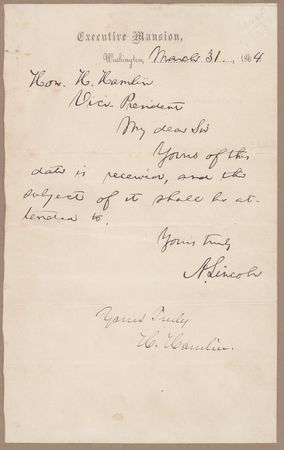 Executive Mansion,
Washington, March 31, 1864
Hon. H. Hamlin
Vice President
My dear Sir
Yours of this
date is received, and the
subject of it shall be at-
tended to.
Yours truly
A. Lincoln
Yours Truly
H. Hamlin.